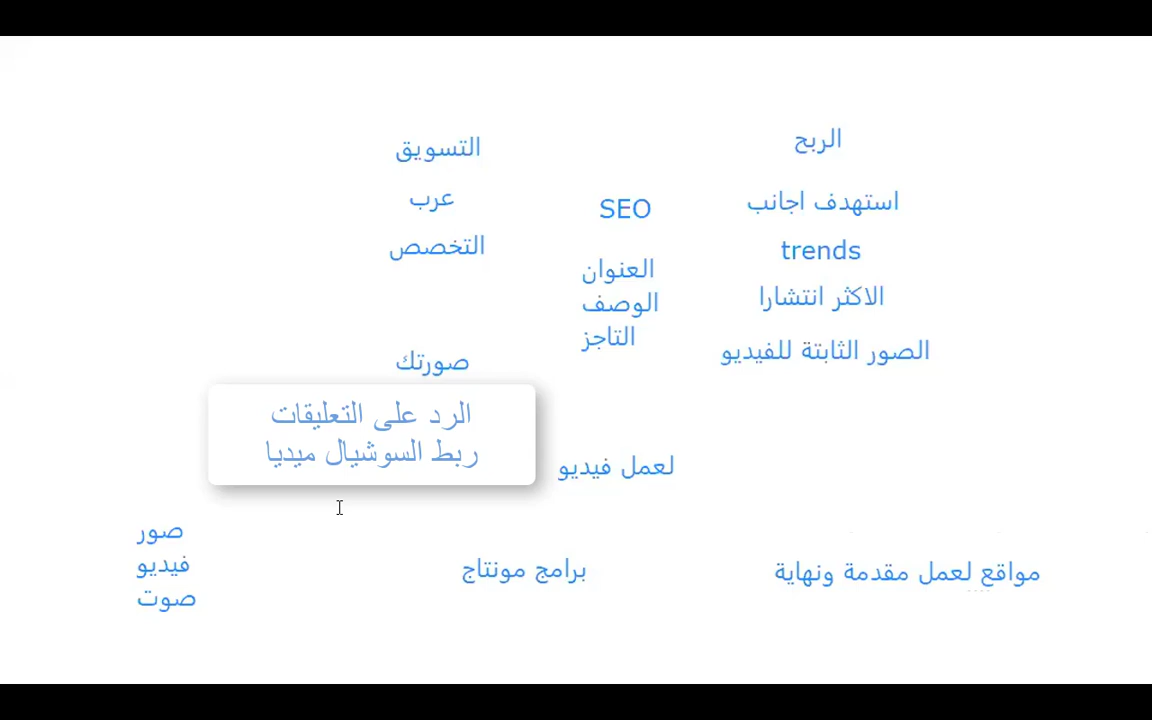 الربح
استهدف اجانب
trends
الاكثر انتشارا
الصور الثابتة للفيديو
SEO
العنوان
الوصف
التاجز
التسويق
عرب
التخصص
صورتك
الرد على التعليقات
ربط السوشيال ميديا
لعمل فيديو
مواقع لعمل مقدمة ونهاية
برامج مونتاج
صور
فيديو
صوت